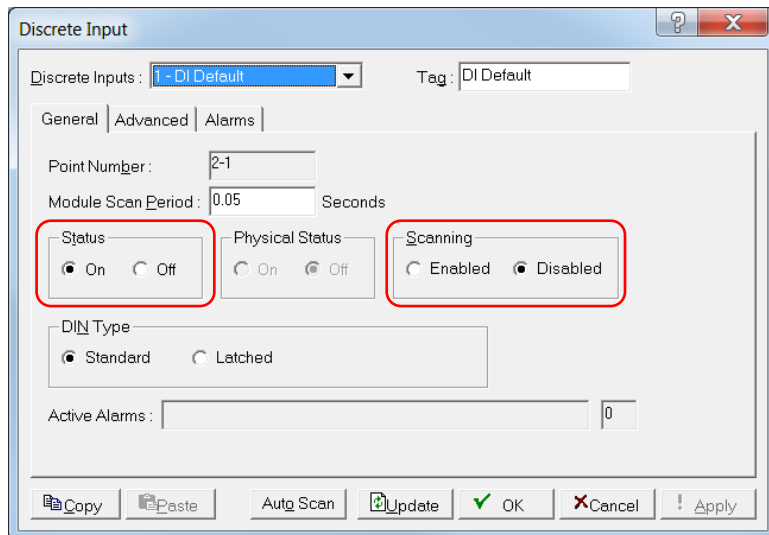 Discrete Input
Discrete Inputs : 1 - DI Default Tag : DI Default
General Advanced Alarms
Point Number : 2-1
Module Scan Period : 0.05 Seconds
Status Physical Status Scanning
On Off On Off Enabled Disabled
DIN Type
Standard Latched
Active Alarms : 0
Copy Paste Auto Scan Update OK Cancel ! Apply